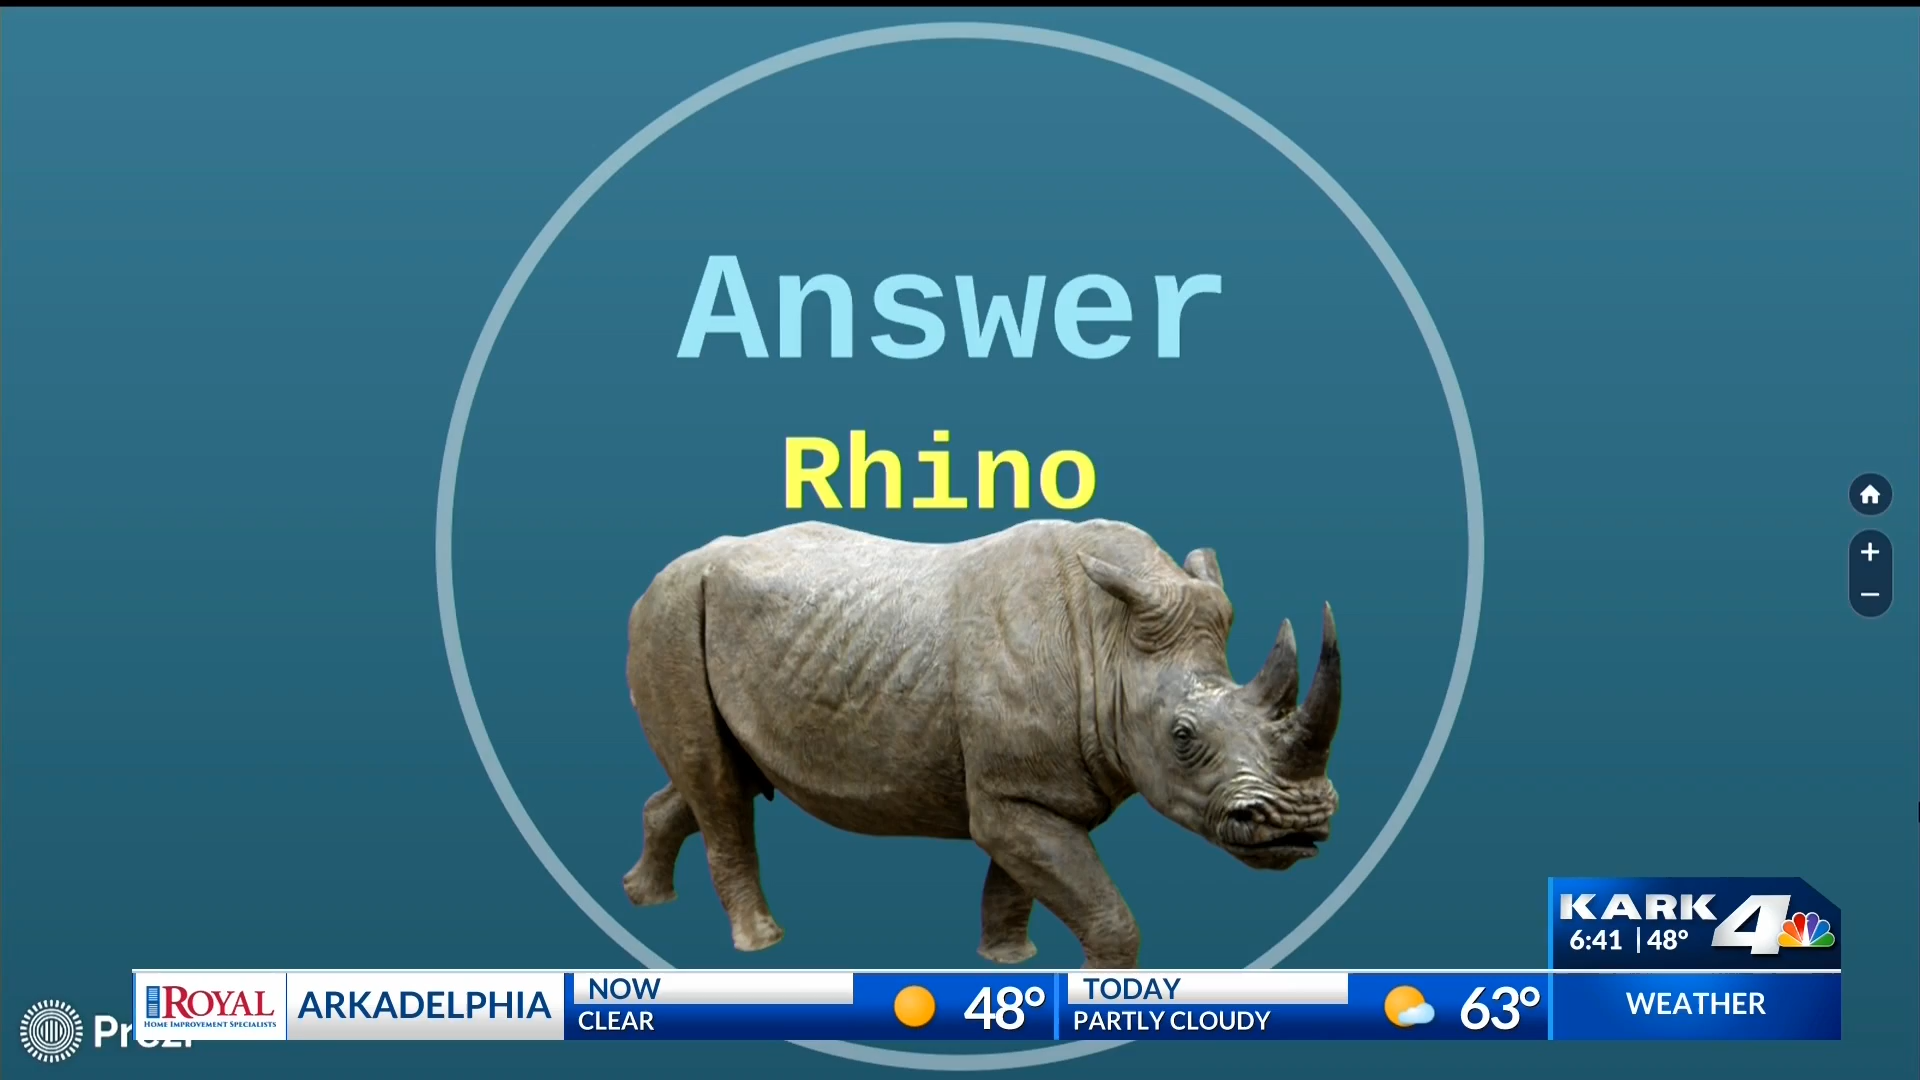 Answer
Rhino
KARK 4
6:41 | 48°
ROYAL
HOME IMPROVEMENT SPECIALISTS
ARKADELPHIA
NOW
CLEAR
48°
TODAY
PARTLY CLOUDY
63°
WEATHER